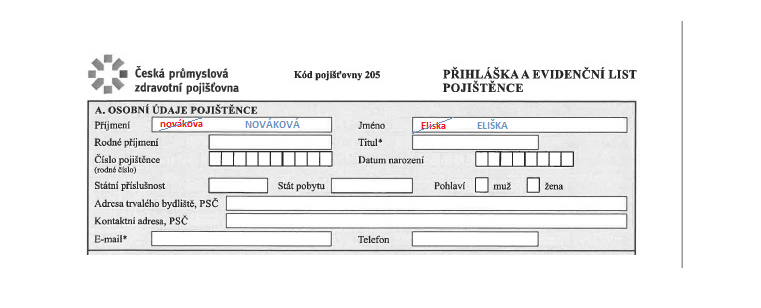 Česká průmyslová
zdravotní pojišťovna
Kód pojišťovny 205
PŘIHLÁŠKA A EVIDENČNÍ LIST
POJIŠTĚNCE
A. OSOBNÍ ÚDAJE POJIŠTĚNCE
Příjmení nováková NOVÁKOVÁ Jméno Eliska ELIŠKA
Rodné příjmení Titul*
Číslo pojištěnce Datum narození
(rodné číslo)
Státní příslušnost Stát pobytu Pohlaví muž žena
Adresa trvalého bydliště, PSČ
Kontaktní adresa, PSČ
E-mail* Telefon